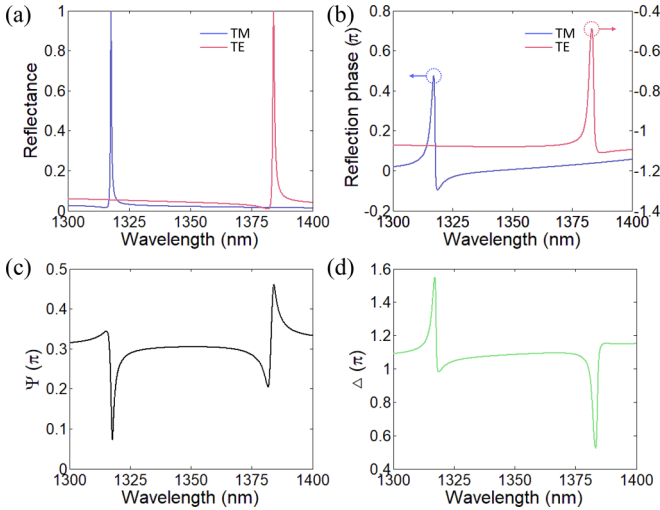 (a)
1
0.8
0.6
0.4
0.2
0
Reflectance
TM
TE
1300 1325 1350 1375 1400
Wavelength (nm)
(b)
0.8
0.6
0.4
0.2
0
-0.2
Reflection phase (π)
TM
TE
-0.4
-0.6
-0.8
-1
-1.2
-1.4
1300 1325 1350 1375 1400
Wavelength (nm)
(c)
0.5
0.4
0.3
0.2
0.1
0
Ψ (π)
1300 1325 1350 1375 1400
Wavelength (nm)
(d)
1.6
1.4
1.2
1
0.8
0.6
0.4
△ (π)
1300 1325 1350 1375 1400
Wavelength (nm)